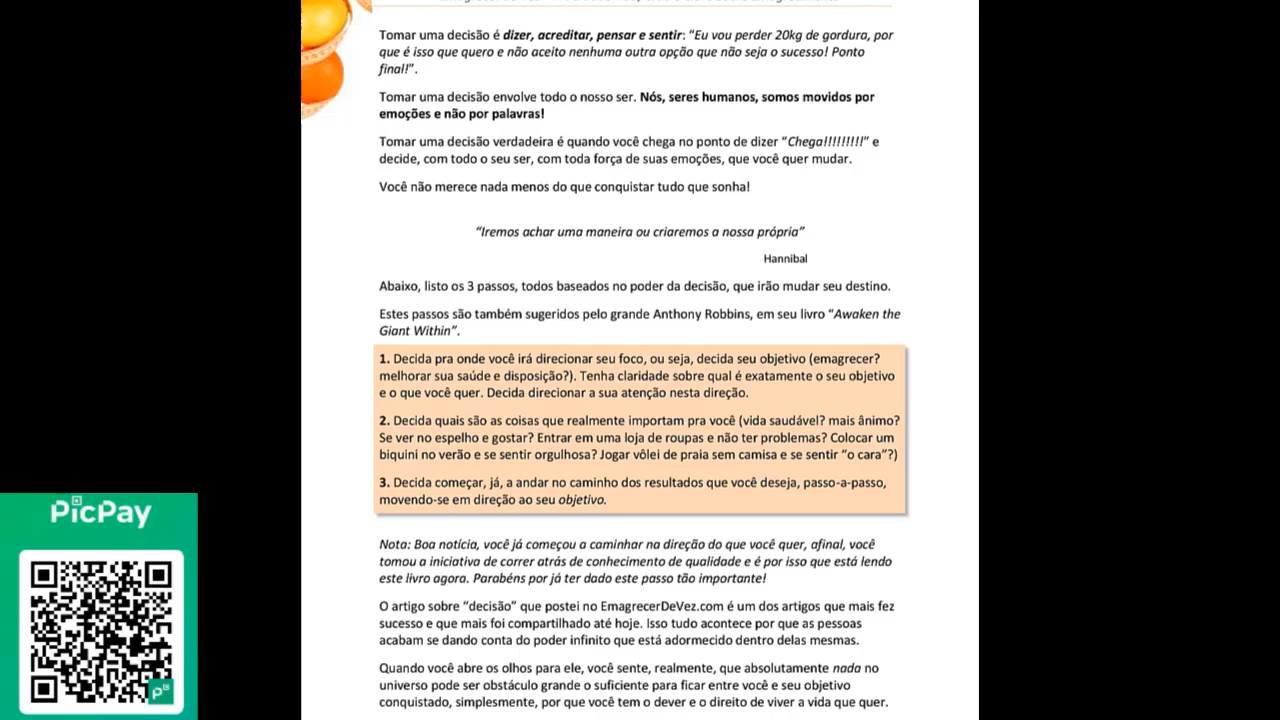 Tomar uma decisão é dizer, acreditar, pensar e sentir: “Eu vou perder 20kg de gordura, por
que é isso que quero e não aceito nenhuma outra opção que não seja o sucesso! Ponto
final!”.
Tomar uma decisão envolve todo o nosso ser. Nós, seres humanos, somos movidos por
emoções e não por palavras!
Tomar uma decisão verdadeira é quando você chega no ponto de dizer “Chega!!!!!!!!!” e
decide, com todo o seu ser, com toda força de suas emoções, que você quer mudar.
Você não merece nada menos do que conquistar tudo que sonha!
“Iremos achar uma maneira ou criaremos a nossa própria”
Hannibal
Abaixo, listo os 3 passos, todos baseados no poder da decisão, que irão mudar seu destino.
Estes passos são também sugeridos pelo grande Anthony Robbins, em seu livro “Awaken the
Giant Within”.
1. Decida pra onde você irá direcionar seu foco, ou seja, decida seu objetivo (emagrecer?
melhorar sua saúde e disposição?). Tenha claridade sobre qual é exatamente o seu objetivo
e o que você quer. Decida direcionar a sua atenção nesta direção.
2. Decida quais são as coisas que realmente importam pra você (vida saudável? mais ânimo?
Se ver no espelho e gostar? Entrar em uma loja de roupas e não ter problemas? Colocar um
biquini no verão e se sentir orgulhosa? Jogar vôlei de praia sem camisa e se sentir “o cara”?)
3. Decida começar, já, a andar no caminho dos resultados que você deseja, passo-a-passo,
movendo-se em direção ao seu objetivo.
PicPay
Nota: Boa notícia, você já começou a caminhar na direção do que você quer, afinal, você
tomou a iniciativa de correr atrás de conhecimento de qualidade e é por isso que está lendo
este livro agora. Parabéns por já ter dado este passo tão importante!
O artigo sobre “decisão” que postei no EmagrecerDeVez.com é um dos artigos que mais fez
sucesso e que mais foi compartilhado até hoje. Isso tudo acontece por que as pessoas
acabam se dando conta do poder infinito que está adormecido dentro delas mesmas.
Quando você abre os olhos para ele, você sente, realmente, que absolutamente nada no
universo pode ser obstáculo grande o suficiente para ficar entre você e seu objetivo
conquistado, simplesmente, por que você tem o dever e o direito de viver a vida que quer.